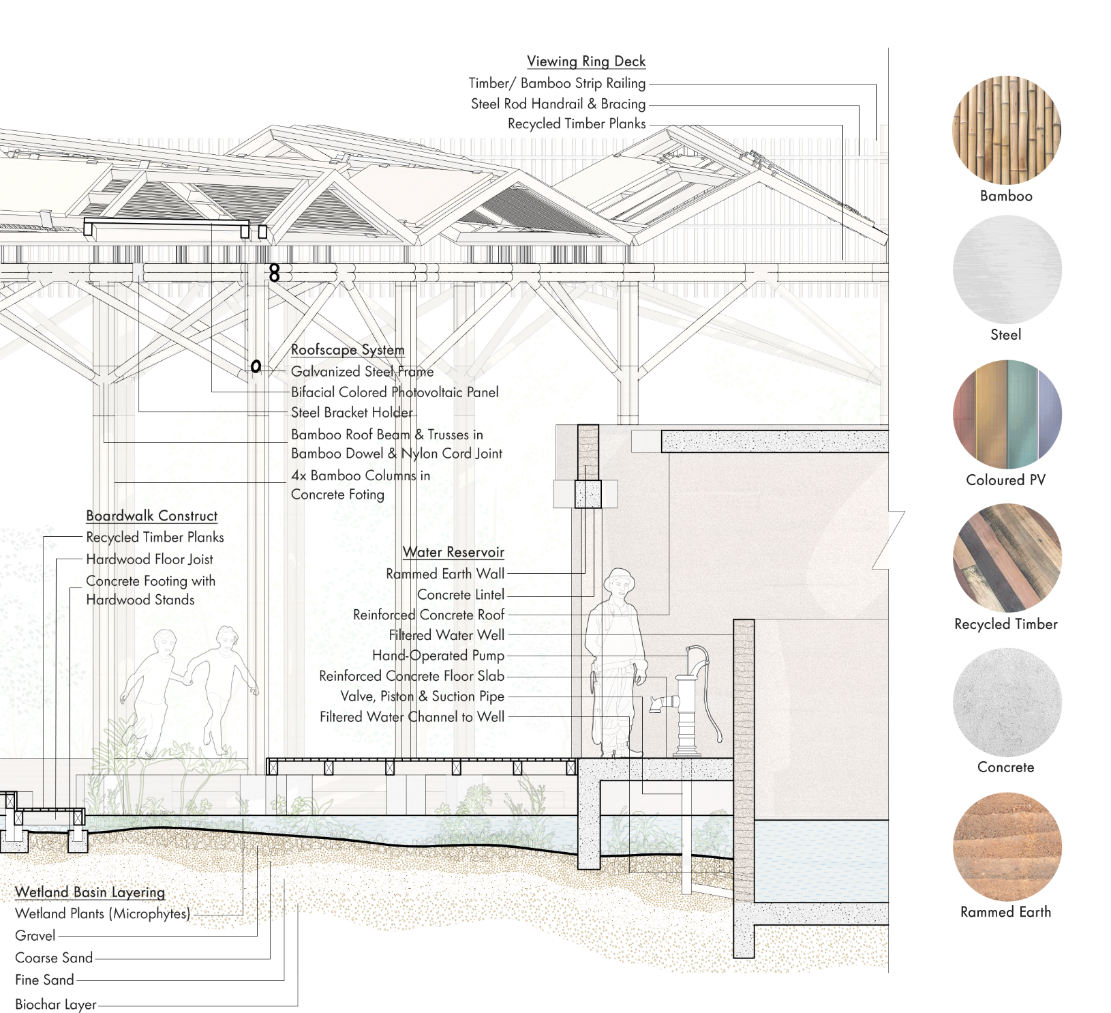 Viewing Ring Deck
Timber/ Bamboo Strip Railing
Steel Rod Handrail & Bracing
Recycled Timber Planks
Roofscape System
Galvanized Steel Frame
Bifacial Colored Photovoltaic Panel
Steel Bracket Holder
Bamboo Roof Beam & Trusses in
Bamboo Dowel & Nylon Cord Joint
4x Bamboo Columns in
Concrete Foting
Boardwalk Construct
Recycled Timber Planks
Hardwood Floor Joist
Concrete Footing with
Hardwood Stands
Water Reservoir
Rammed Earth Wall
Concrete Lintel
Reinforced Concrete Roof
Filtered Water Well
Hand-Operated Pump
Reinforced Concrete Floor Slab
Valve, Piston & Suction Pipe
Filtered Water Channel to Well
Wetland Basin Layering
Wetland Plants (Microphytes)
Gravel
Coarse Sand
Fine Sand
Biochar Layer
Bamboo
Steel
Coloured PV
Recycled Timber
Concrete
Rammed Earth